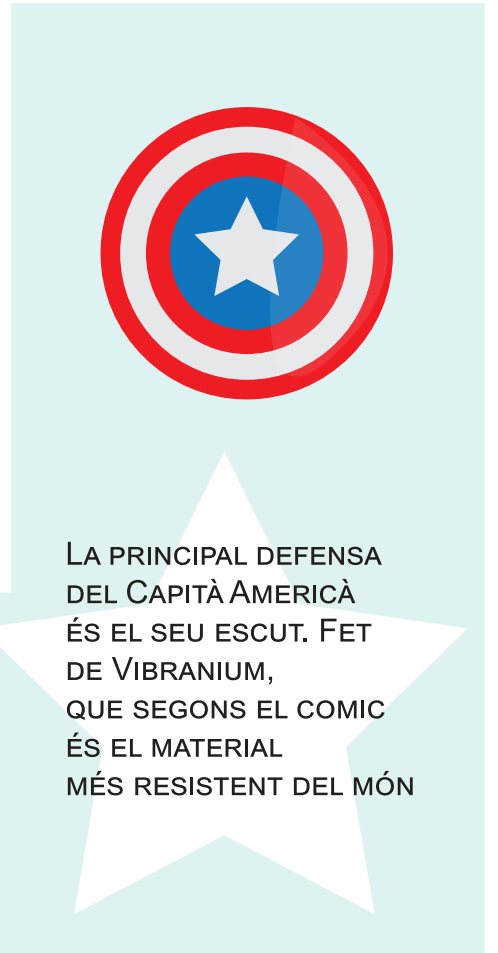 La principal defensa
del Capità Americà
és el seu escut. Fet
de Vibranium,
que segons el comic
és el material
més resistent del món